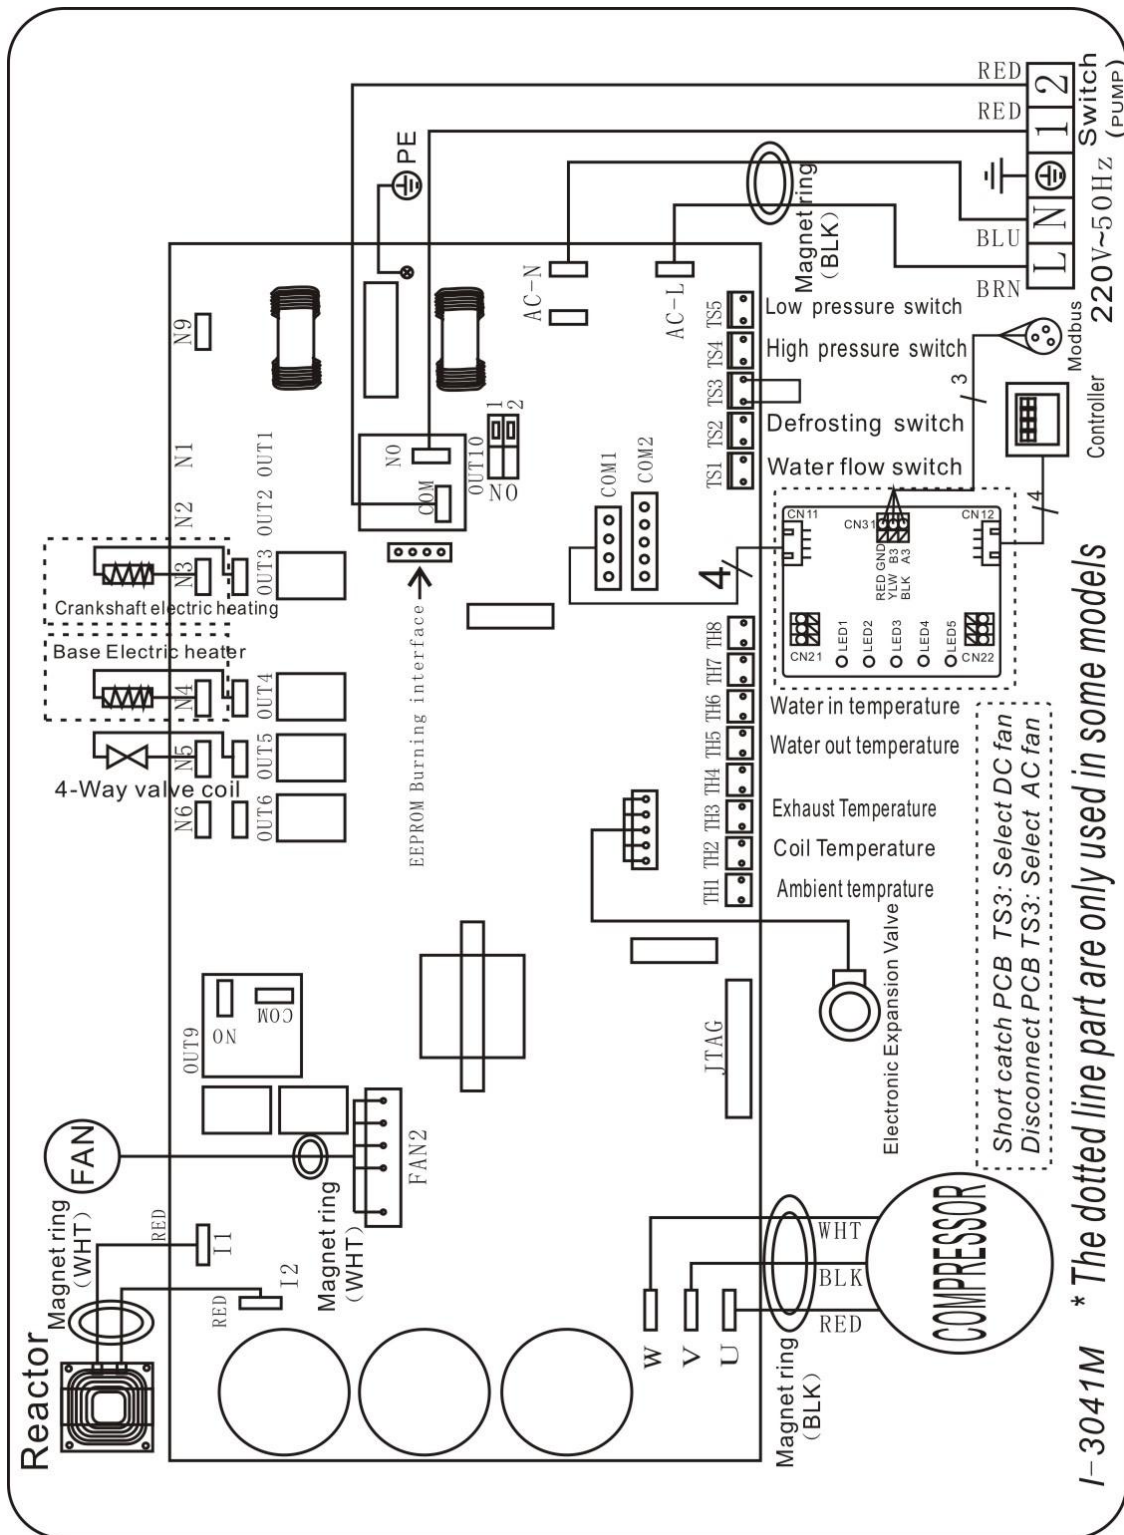 RED
2
Switch
(PUMP)
RED
1
PE
N
BLU
L
BRN
220V~50Hz
Magnet ring
(BLK)
AC-N
AC-L
N9
N1
OUT1
N2
OUT2
NO
COM
OUT10
1
2
NO
COM1
COM2
TS5
TS4
TS3
TS2
TS1
Low pressure switch
High pressure switch
Defrosting switch
Water flow switch
3
Modbus
Controller
4
4
CN11
CN31
CN12
RED GND
YLW B3
BLK A3
CN21
LED1
LED2
LED3
LED4
LED5
CN22
N3
OUT3
Crankshaft electric heating
Base Electric heater
N4
OUT4
N5
OUT5
4-Way valve coil
N6
OUT6
EEPROM Burning interface
TH8
TH7
TH6
TH5
TH4
TH3
TH2
TH1
Water in temperature
Water out temperature
Exhaust Temperature
Coil Temperature
Ambient temprature
Electronic Expansion Valve
OUT9
NO
COM
JTAG
FAN
FAN2
Magnet ring
(WHT)
Magnet ring
(WHT)
RED
I1
RED
I2
Reactor
W
V
U
WHT
BLK
RED
Magnet ring
(BLK)
COMPRESSOR
Short catch PCB TS3: Select DC fan
Disconnect PCB TS3: Select AC fan
I-3041M * The dotted line part are only used in some models